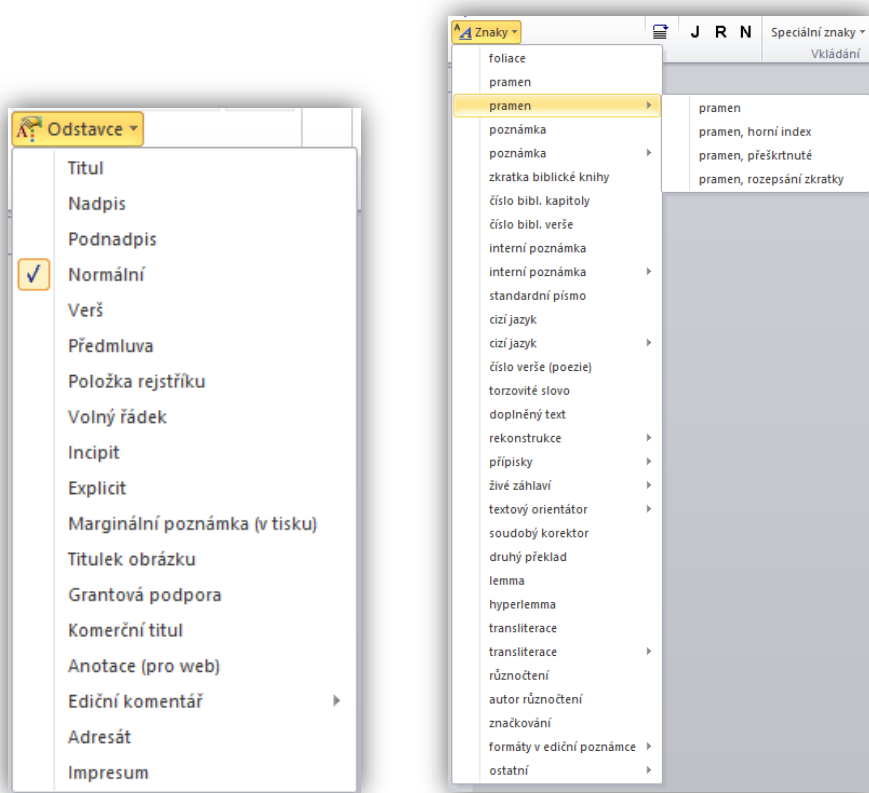 Odstavce
Titul
Nadpis
Podnadpis
Normální
Verš
Předmluva
Položka rejstříku
Volný řádek
Incipit
Explicit
Marginální poznámka (v tisku)
Titulek obrázku
Grantová podpora
Komerční titul
Anotace (pro web)
Ediční komentář
Adresát
Impresum
Znaky
J R N Speciální znaky
Vkládání
foliace
pramen
pramen
poznámka
poznámka
zkratka biblické knihy
číslo bibl. kapitoly
číslo bibl. verše
interní poznámka
interní poznámka
standardní písmo
cizí jazyk
cizí jazyk
číslo verše (poezie)
torzovité slovo
doplněný text
rekonstrukce
přípisky
živé záhlaví
textový orientátor
soudobý korektor
druhý překlad
lemma
hyperlemma
transliterace
transliterace
různočtení
autor různočtení
značkování
formáty v ediční poznámce
ostatní
pramen
pramen, horní index
pramen, přeškrtnuté
pramen, rozepsání zkratky